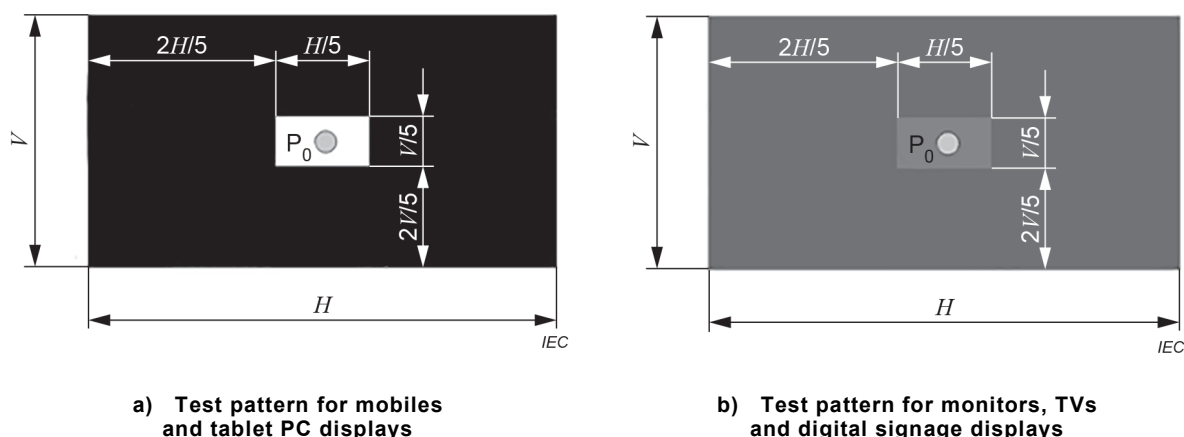 2H/5
H/5
V
P0
V/5
2V/5
H
IEC
a) Test pattern for mobiles
and tablet PC displays
2H/5
H/5
V
P0
V/5
2V/5
H
IEC
b) Test pattern for monitors, TVs
and digital signage displays